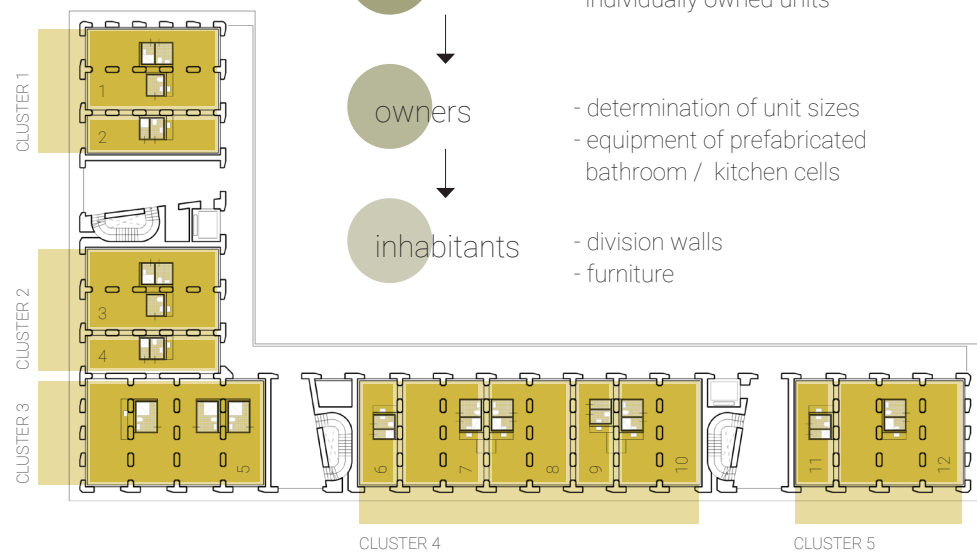 individually owned units
owners
- determination of unit sizes
- equipment of prefabricated
bathroom / kitchen cells
inhabitants
- division walls
- furniture
CLUSTER 1
1
2
CLUSTER 2
3
4
CLUSTER 3
5
6
7
8
9
10
11
12
CLUSTER 4
CLUSTER 5